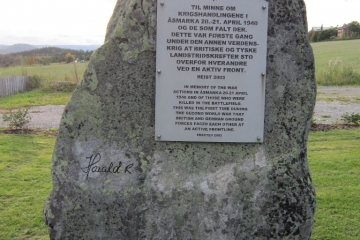 TIL MINNE OM
KRIGSHANDLINGENE I
ÅSMARKA 20.-21. APRIL 1940
OG DE SOM FALT DER.
DETTE VAR FØRSTE GANG
UNDER DEN ANNEN VERDENS-
KRIG AT BRITISKE OG TYSKE
LANDSTRIDSKREFTER STO
OVERFOR HVERANDRE
VED EN AKTIV FRONT.
REIST 2003
IN MEMORY OF THE WAR
ACTIONS IN ÅSMARKA 20-21 APRIL
1940 AND OF THOSE WHO WERE
KILLED IN THE BATTLEFIELD.
THIS WAS THE FIRST TIME DURING
THE SECOND WORLD WAR THAT
BRITISH AND GERMAN GROUND
FORCES FACED EACH OTHER AT
AN ACTIVE FRONTLINE.
Harald R